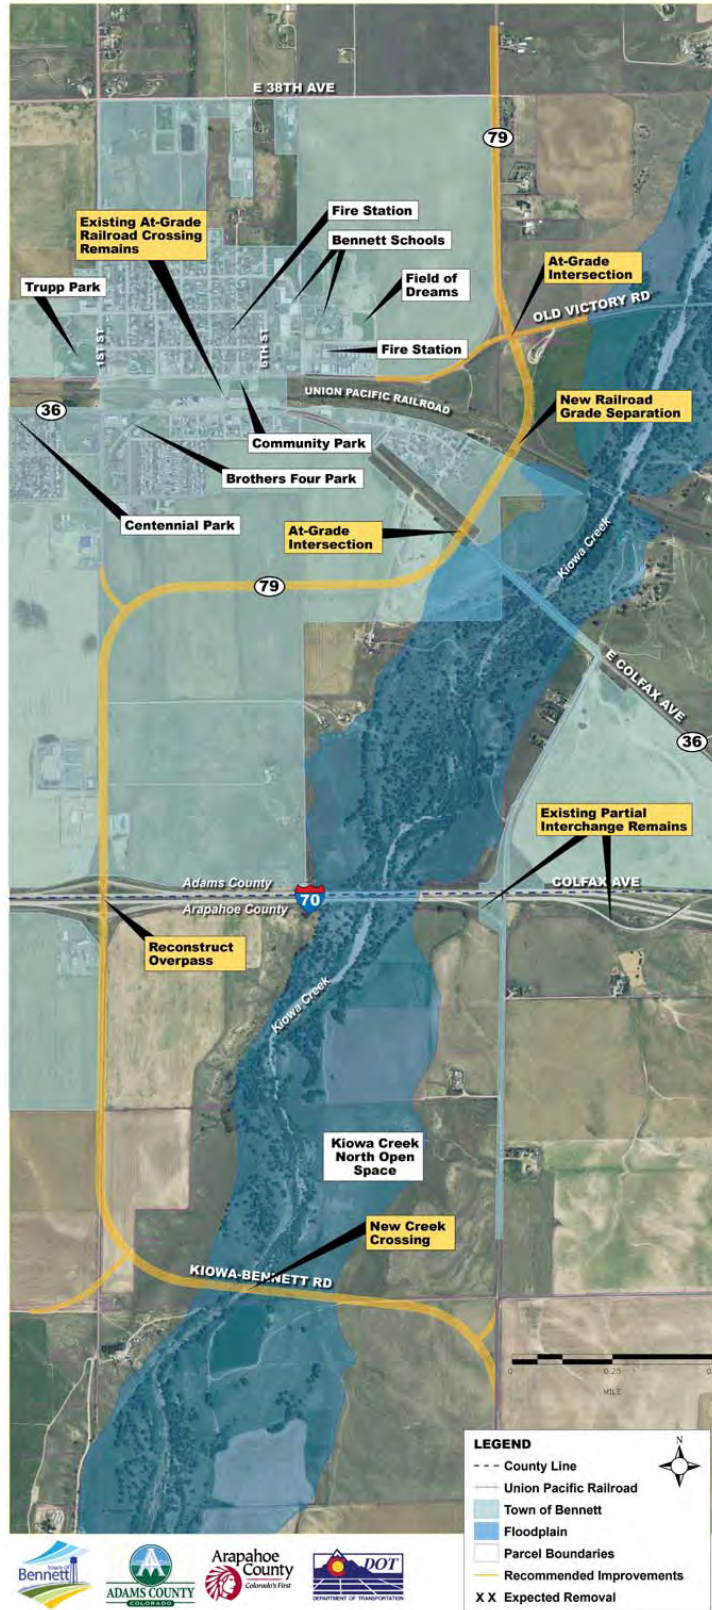 E 38TH AVE
79
Fire Station
Existing At-Grade
Railroad Crossing
Remains
Bennett Schools
At-Grade
Intersection
Trupp Park
Field of
Dreams
OLD VICTORY RD
1ST ST
6TH ST
Fire Station
UNION PACIFIC RAILROAD
36
New Railroad
Grade Separation
Community Park
Brothers Four Park
Centennial Park
At-Grade
Intersection
Kiowa Creek
79
E COLFAX AVE
36
Existing Partial
Interchange Remains
Adams County
COLFAX AVE
70
Arapahoe County
Reconstruct
Overpass
Kiowa Creek
Kiowa Creek
North Open
Space
New Creek
Crossing
KIOWA-BENNETT RD
0 0.25 0
MILE
LEGEND
N
County Line
Union Pacific Railroad
Town of Bennett
Floodplain
Parcel Boundaries
Recommended Improvements
X X Expected Removal
Town of
Bennett
ADAMS COUNTY
COLORADO
Arapahoe
County
Colorado's First
DOT
DEPARTMENT OF TRANSPORTATION